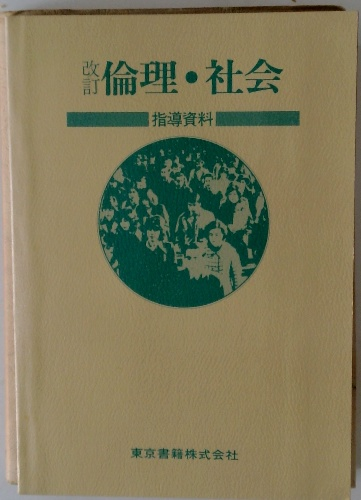 改訂 倫理・社会
指導資料
東京書籍株式会社